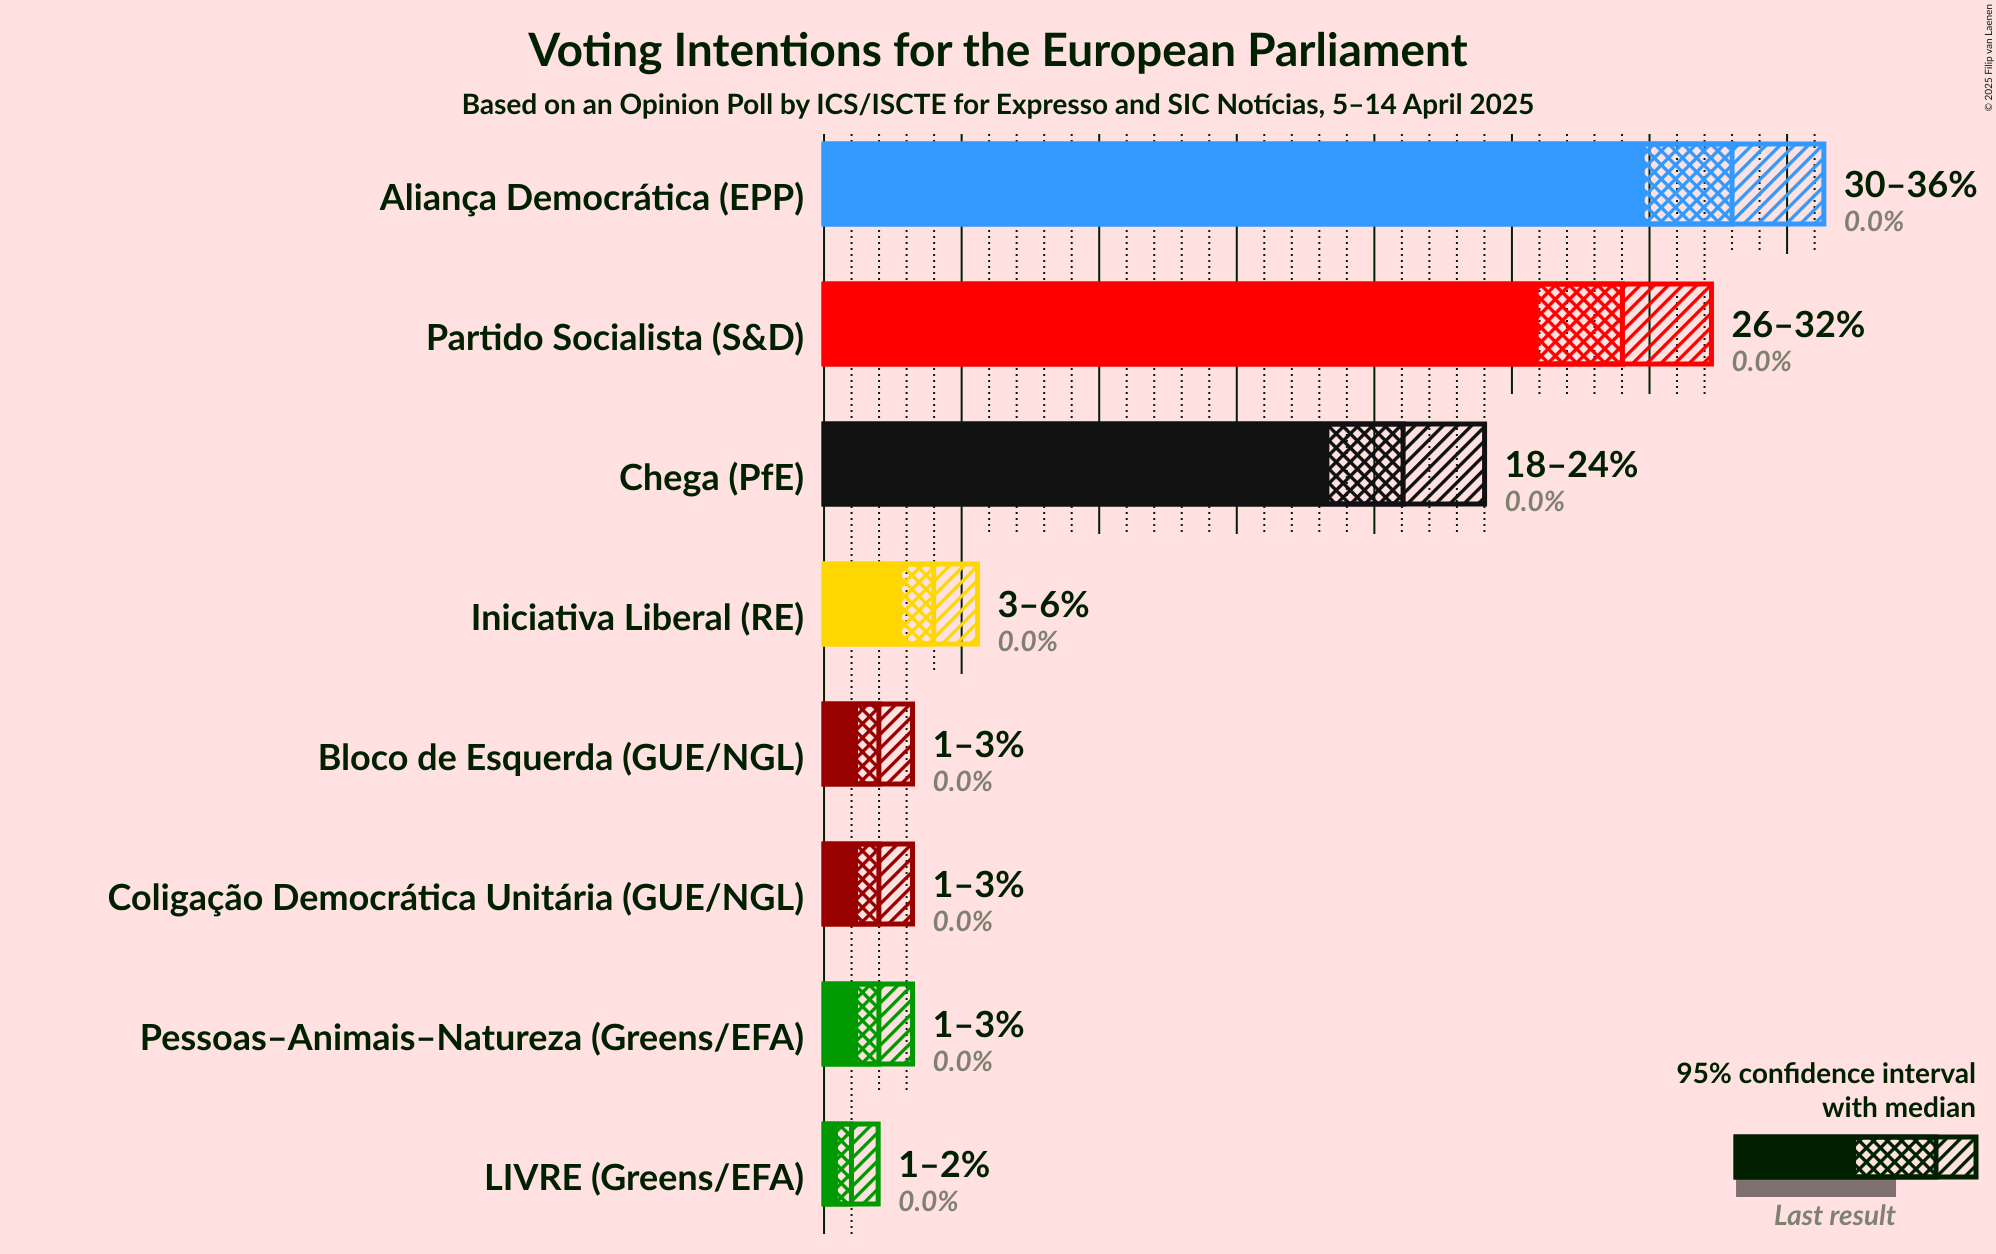 Voting Intentions for the European Parliament
Based on an Opinion Poll by ICS/ISCTE for Expresso and SIC Notícias, 5–14 April 2025
© 2025 Filip van Laenen
Aliança Democrática (EPP)
30–36%
0.0%
Partido Socialista (S&D)
26–32%
0.0%
Chega (PfE)
18–24%
0.0%
Iniciativa Liberal (RE)
3–6%
0.0%
Bloco de Esquerda (GUE/NGL)
1–3%
0.0%
Coligação Democrática Unitária (GUE/NGL)
1–3%
0.0%
Pessoas–Animais–Natureza (Greens/EFA)
1–3%
0.0%
LIVRE (Greens/EFA)
1–2%
0.0%
95% confidence interval
with median
Last result